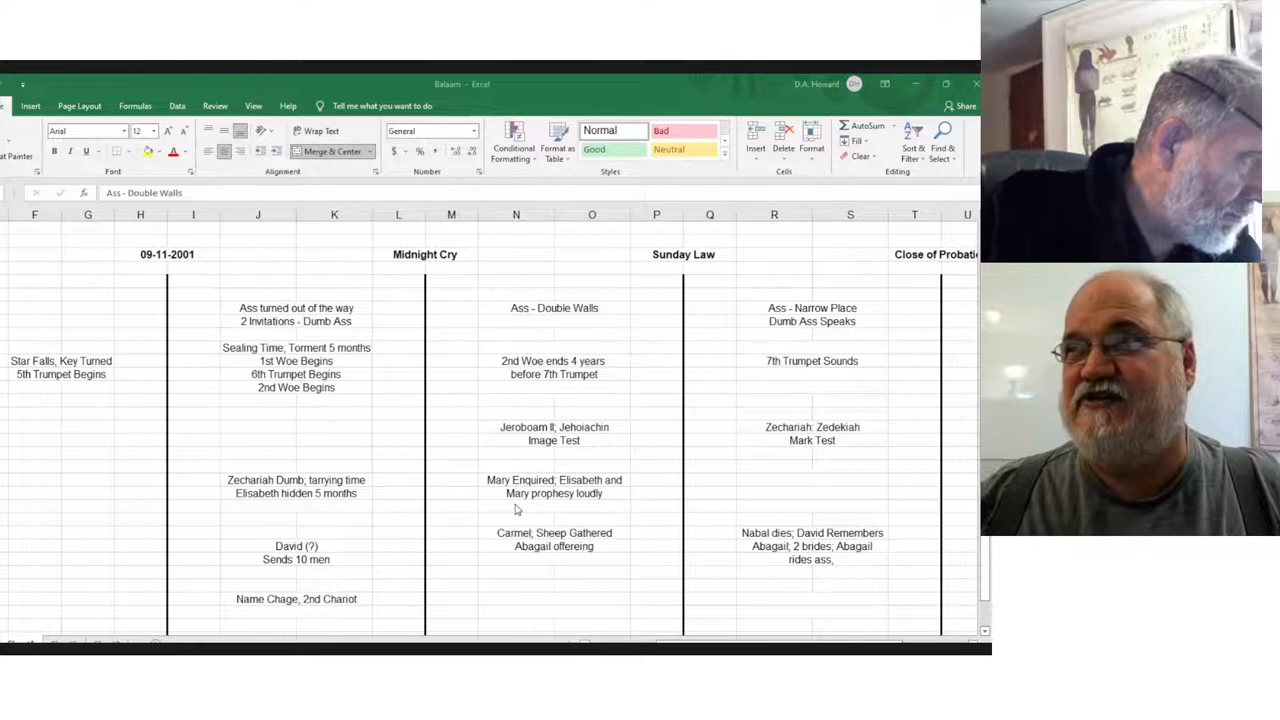 Balaam - Excel
D.A. Howard
DH
Insert
Page Layout
Formulas
Data
Review
View
Help
Tell me what you want to do
Share
Arial
12
Wrap Text
General
Normal
Bad
AutoSum
at Painter
B I U
Merge & Center
$ % ,
Conditional
Formatting
Format as
Table
Good
Neutral
Insert
Delete
Format
Fill
Clear
Sort &
Filter
Find &
Select
Font
Alignment
Number
Styles
Cells
Editing
Ass - Double Walls
F G H I J K L M N O P Q R S T U
09-11-2001
Midnight Cry
Sunday Law
Close of Probati
Ass turned out of the way
2 Invitations - Dumb Ass
Ass - Double Walls
Ass - Narrow Place
Dumb Ass Speaks
Star Falls, Key Turned
5th Trumpet Begins
Sealing Time; Torment 5 months
1st Woe Begins
6th Trumpet Begins
2nd Woe Begins
2nd Woe ends 4 years
before 7th Trumpet
7th Trumpet Sounds
Jeroboam II; Jehoiachin
Image Test
Zechariah: Zedekiah
Mark Test
Zechariah Dumb; tarrying time
Elisabeth hidden 5 months
Mary Enquired; Elisabeth and
Mary prophesy loudly
David (?)
Sends 10 men
Carmel; Sheep Gathered
Abagail offereing
Nabal dies; David Remembers
Abagail; 2 brides; Abagail
rides ass,
Name Chage, 2nd Chariot